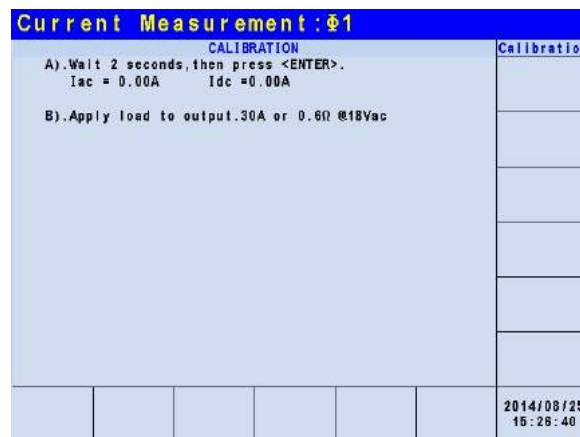 Current Measurement:Φ1
CALIBRATION
Calibratio
A).Wait 2 seconds,then press <ENTER>.
Iac = 0.00A Idc =0.00A
B).Apply load to output.30A or 0.6Ω @18Vac
2014/08/25
15:26:40